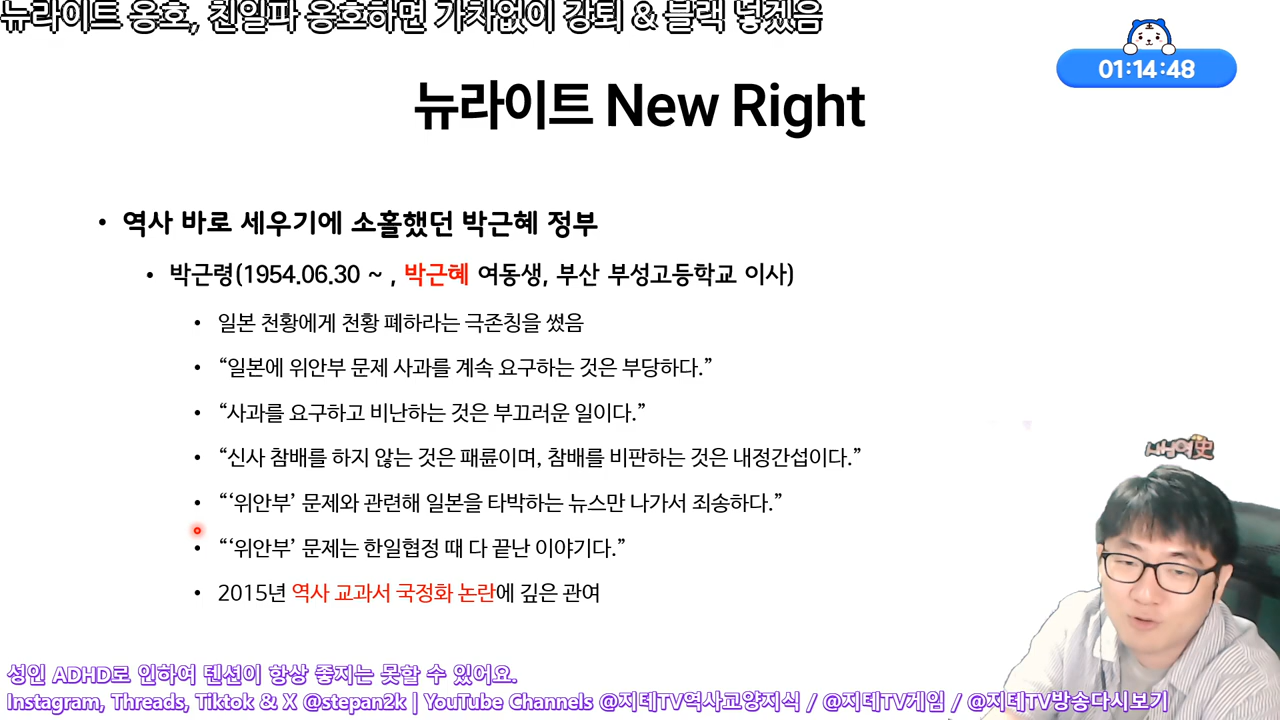 뉴라이트 옹호, 친일파 옹호하면 가차없이 강퇴 & 블랙 넣겠음
01:14:48
뉴라이트 New Right
• 역사 바로 세우기에 소홀했던 박근혜 정부
• 박근령(1954.06.30 ~ , 박근혜 여동생, 부산 부성고등학교 이사)
• 일본 천황에게 천황 폐하라는 극존칭을 썼음
• “일본에 위안부 문제 사과를 계속 요구하는 것은 부당하다.”
• “사과를 요구하고 비난하는 것은 부끄러운 일이다.”
• “신사 참배를 하지 않는 것은 패륜이며, 참배를 비판하는 것은 내정간섭이다.”
• “‘위안부’ 문제와 관련해 일본을 타박하는 뉴스만 나가서 죄송하다.”
• “‘위안부’ 문제는 한일협정 때 다 끝난 이야기다.”
• 2015년 역사 교과서 국정화 논란에 깊은 관여
성인 ADHD로 인하여 텐션이 항상 좋지는 못할 수 있어요.
Instagram, Threads, Tiktok & X @stepan2k | YouTube Channels @지테TV역사교양지식 / @지테TV게임 / @지테TV방송다시보기